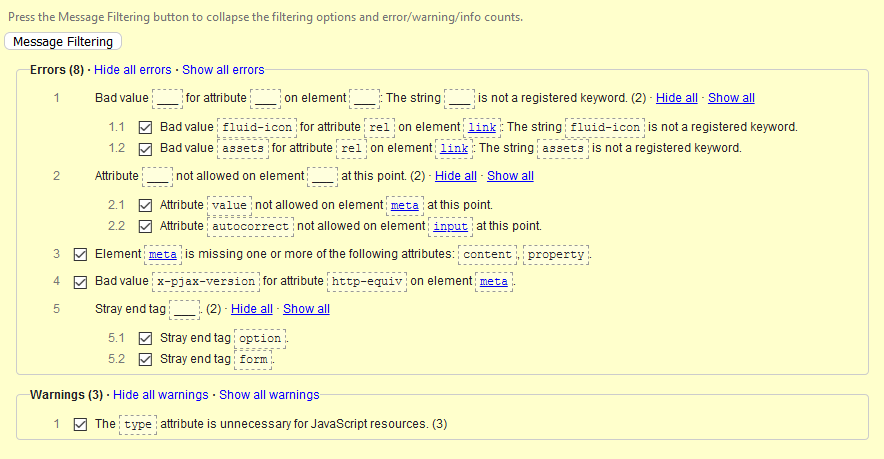 Press the Message Filtering button to collapse the filtering options and error/warning/info counts.
Message Filtering
Errors (8) · Hide all errors · Show all errors
1 Bad value ___ for attribute ___ on element ___: The string ___ is not a registered keyword. (2) · Hide all · Show all
1.1 Bad value fluid-icon for attribute rel on element link: The string fluid-icon is not a registered keyword.
1.2 Bad value assets for attribute rel on element link: The string assets is not a registered keyword.
2 Attribute ___ not allowed on element ___ at this point. (2) · Hide all · Show all
2.1 Attribute value not allowed on element meta at this point.
2.2 Attribute autocorrect not allowed on element input at this point.
3 Element meta is missing one or more of the following attributes: content, property.
4 Bad value x-pjax-version for attribute http-equiv on element meta.
5 Stray end tag ___. (2) · Hide all · Show all
5.1 Stray end tag option.
5.2 Stray end tag form.
Warnings (3) · Hide all warnings · Show all warnings
1 The type attribute is unnecessary for JavaScript resources. (3)